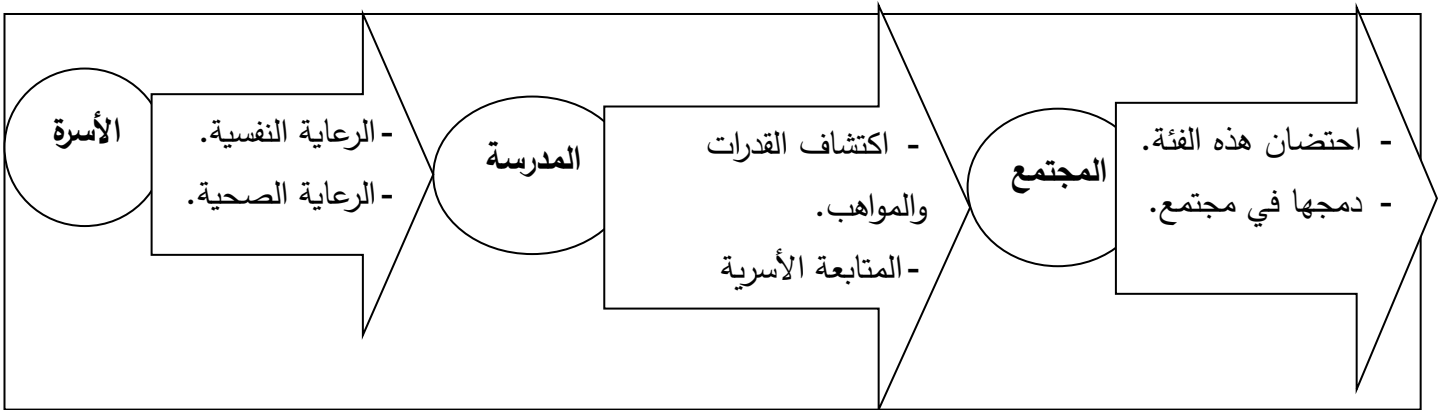 الأسرة
-الرعاية النفسية.
-الرعاية الصحية.
المدرسة
- اكتشاف القدرات
والمواهب.
-المتابعة الأسرية
المجتمع
- احتضان هذه الفئة.
- دمجها في مجتمع.